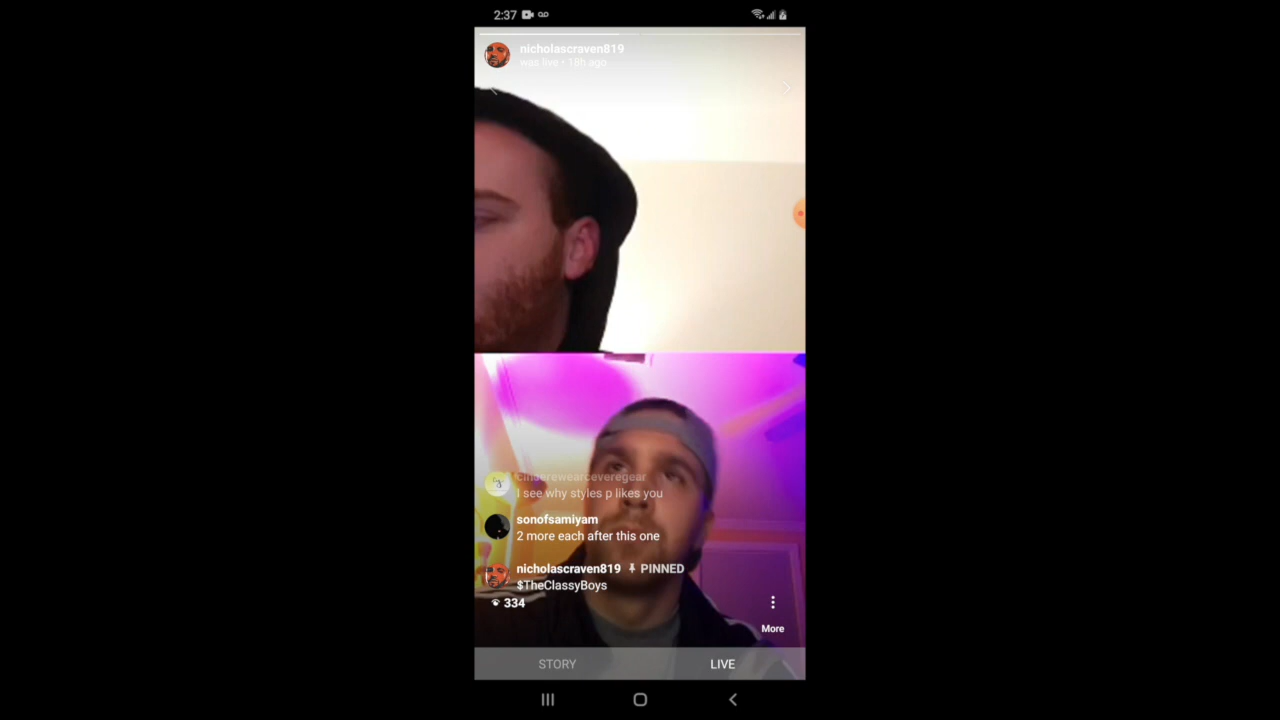 2:37
nicholascraven819
was live • 18h ago
cinserewearceveregear
I see why styles p likes you
sonofsamiyam
2 more each after this one
nicholascraven819 PINNED
$TheClassyBoys
334
More
STORY LIVE